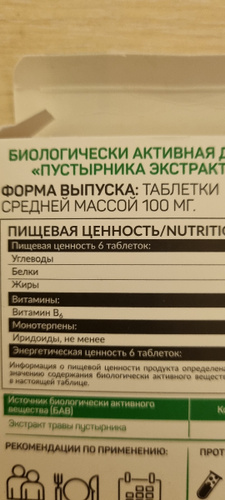 БИОЛОГИЧЕСКИ АКТИВНАЯ Д
«ПУСТЫРНИКА ЭКСТРАКТ
ФОРМА ВЫПУСКА: ТАБЛЕТКИ
СРЕДНЕЙ МАССОЙ 100 МГ.
ПИЩЕВАЯ ЦЕННОСТЬ/NUTRITIO
Пищевая ценность 6 таблеток:
Углеводы
Белки
Жиры
Витамины:
Витамин B6
Монотерпены:
Иридоиды, не менее
Энергетическая ценность 6 таблеток:
Информация о пищевой ценности продукта определен
значению содержания биологически активного веществ
в настоящей таблице.
Источник биологически активного
вещества (БАВ)
Ко
Экстракт травы пустырника
РЕКОМЕНДАЦИИ ПО ПРИМЕНЕНИЮ:
ПРОТ